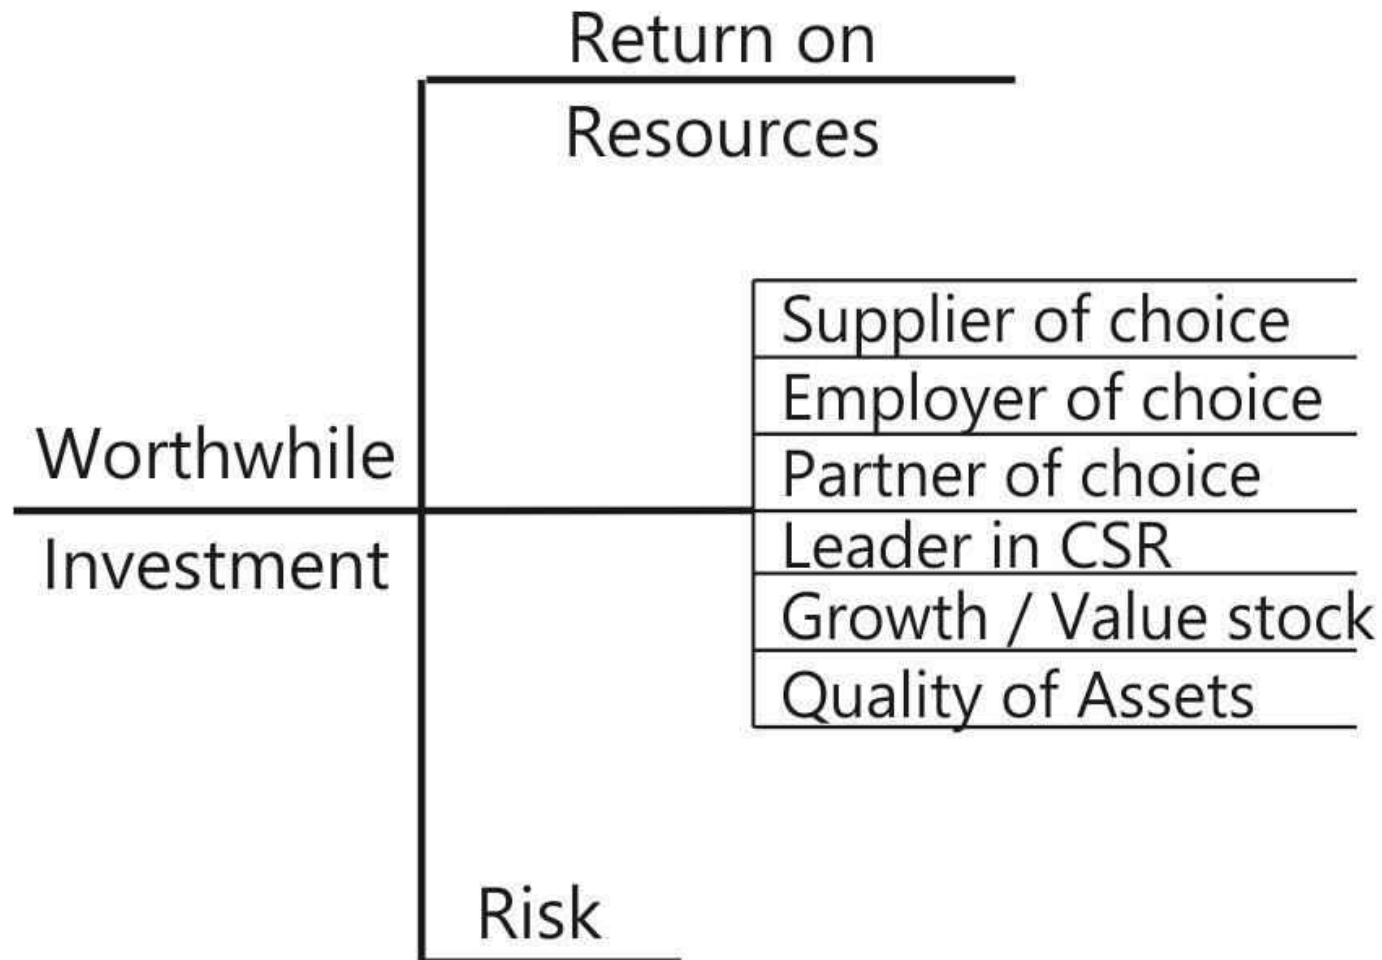 Return on
Resources
Supplier of choice
Employer of choice
Partner of choice
Worthwhile
Investment
Leader in CSR
Growth / Value stock
Quality of Assets
Risk